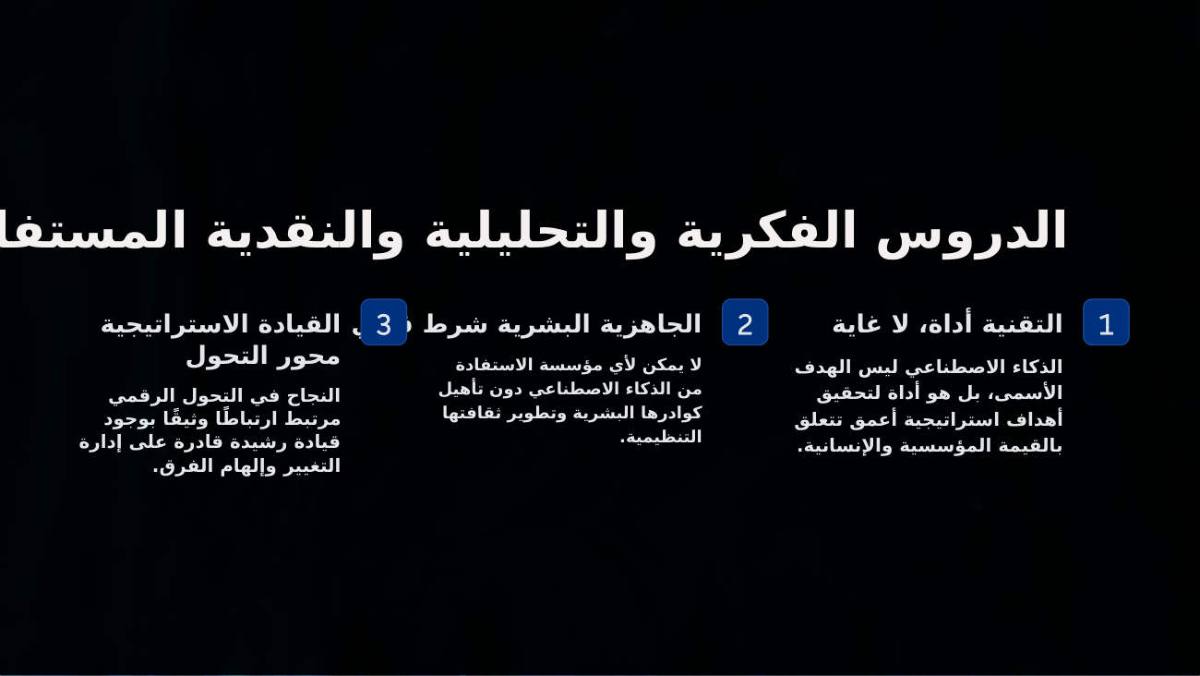 الدروس الفكرية والتحليلية والنقدية
1
التقنية أداة، لا غاية
الذكاء الاصطناعي ليس الهدف
الأسمى، بل هو أداة لتحقيق
أهداف استراتيجية أعمق تتعلق
بالقيمة المؤسسية والإنسانية.
2
الجاهزية البشرية شرط
لا يمكن لأي مؤسسة الاستفادة
من الذكاء الاصطناعي دون تأهيل
كوادرها البشرية وتطوير ثقافتها
التنظيمية.
3
القيادة الاستراتيجية
محور التحول
النجاح في التحول الرقمي
مرتبط ارتباطًا وثيقًا بوجود
قيادة رشيدة قادرة على إدارة
التغيير وإلهام الفرق.